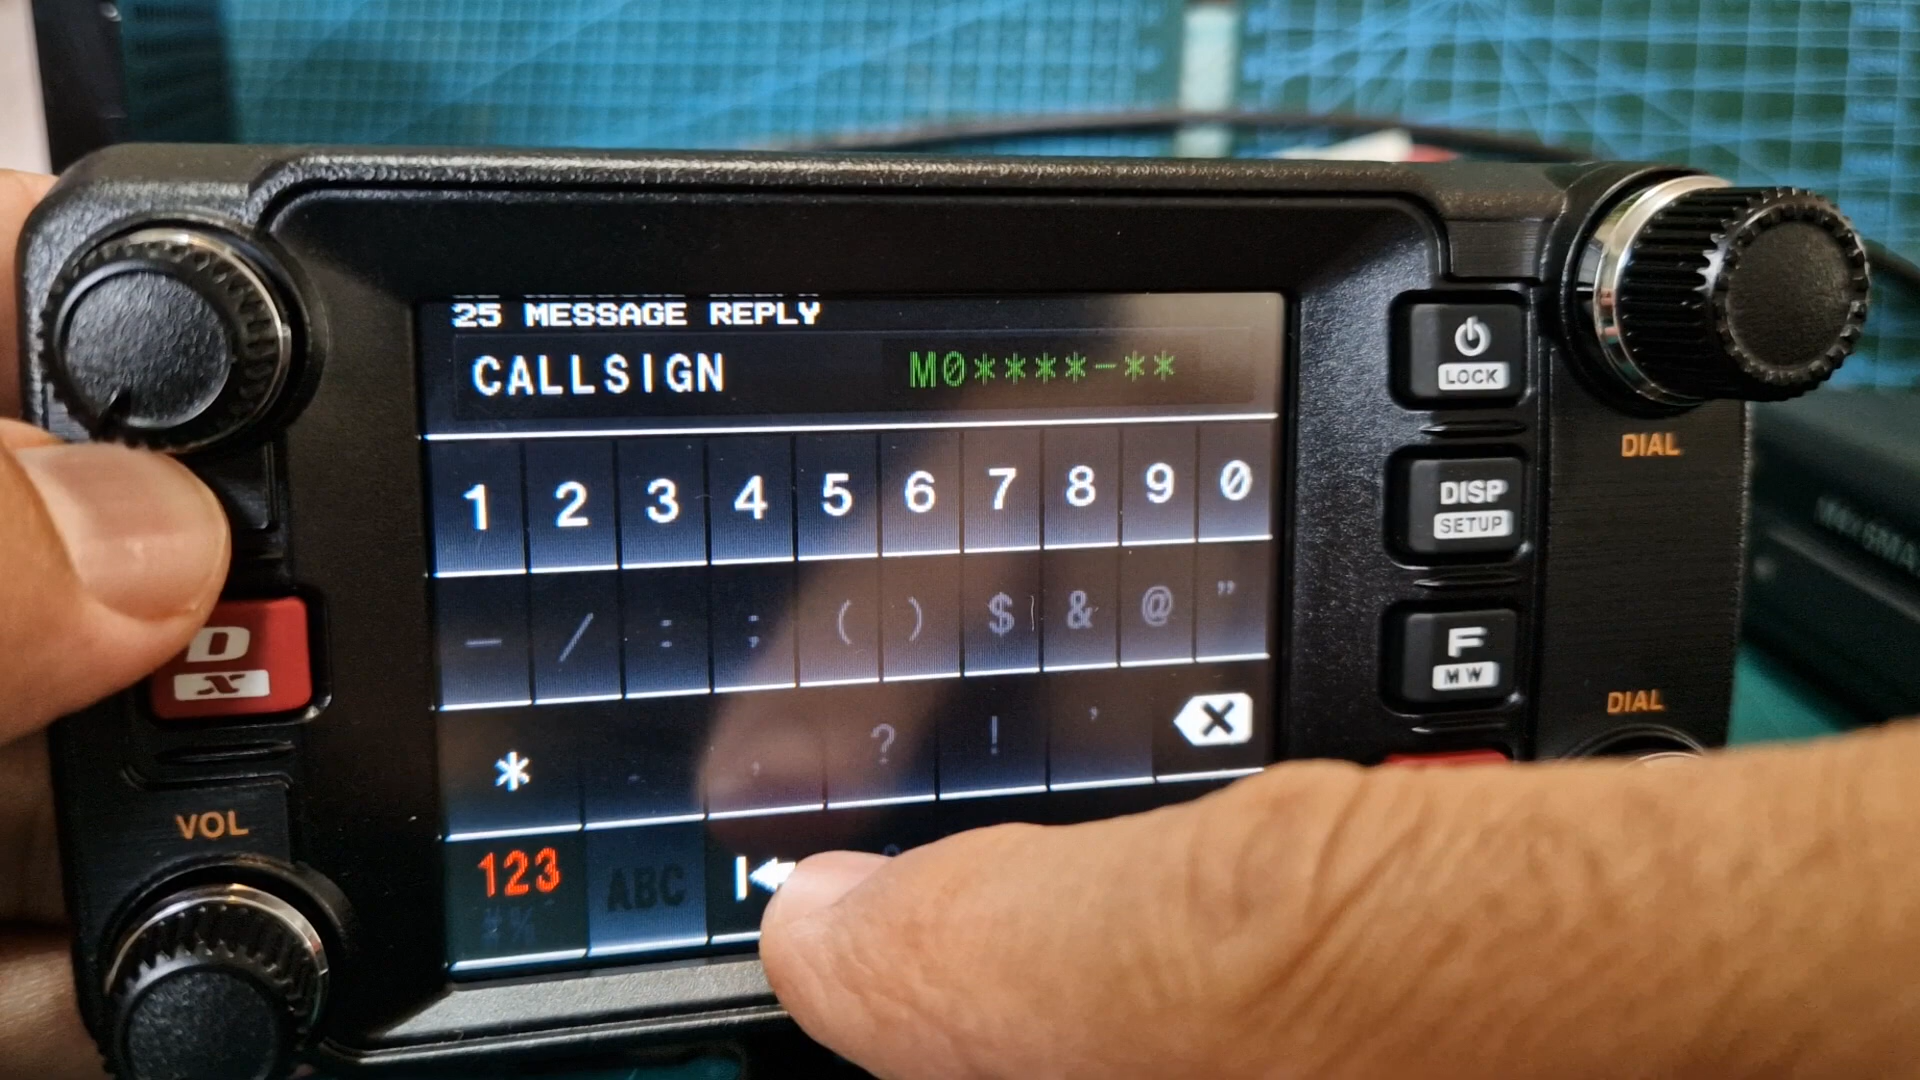 25 MESSAGE REPLY
CALLSIGN M0****-**
1 2 3 4 5 6 7 8 9 0
- / : ; ( ) $ & @ "
* ? ! '
123 ABC
#%^
LOCK
DISP
SETUP
F
MW
DIAL
DIAL
D
X
VOL